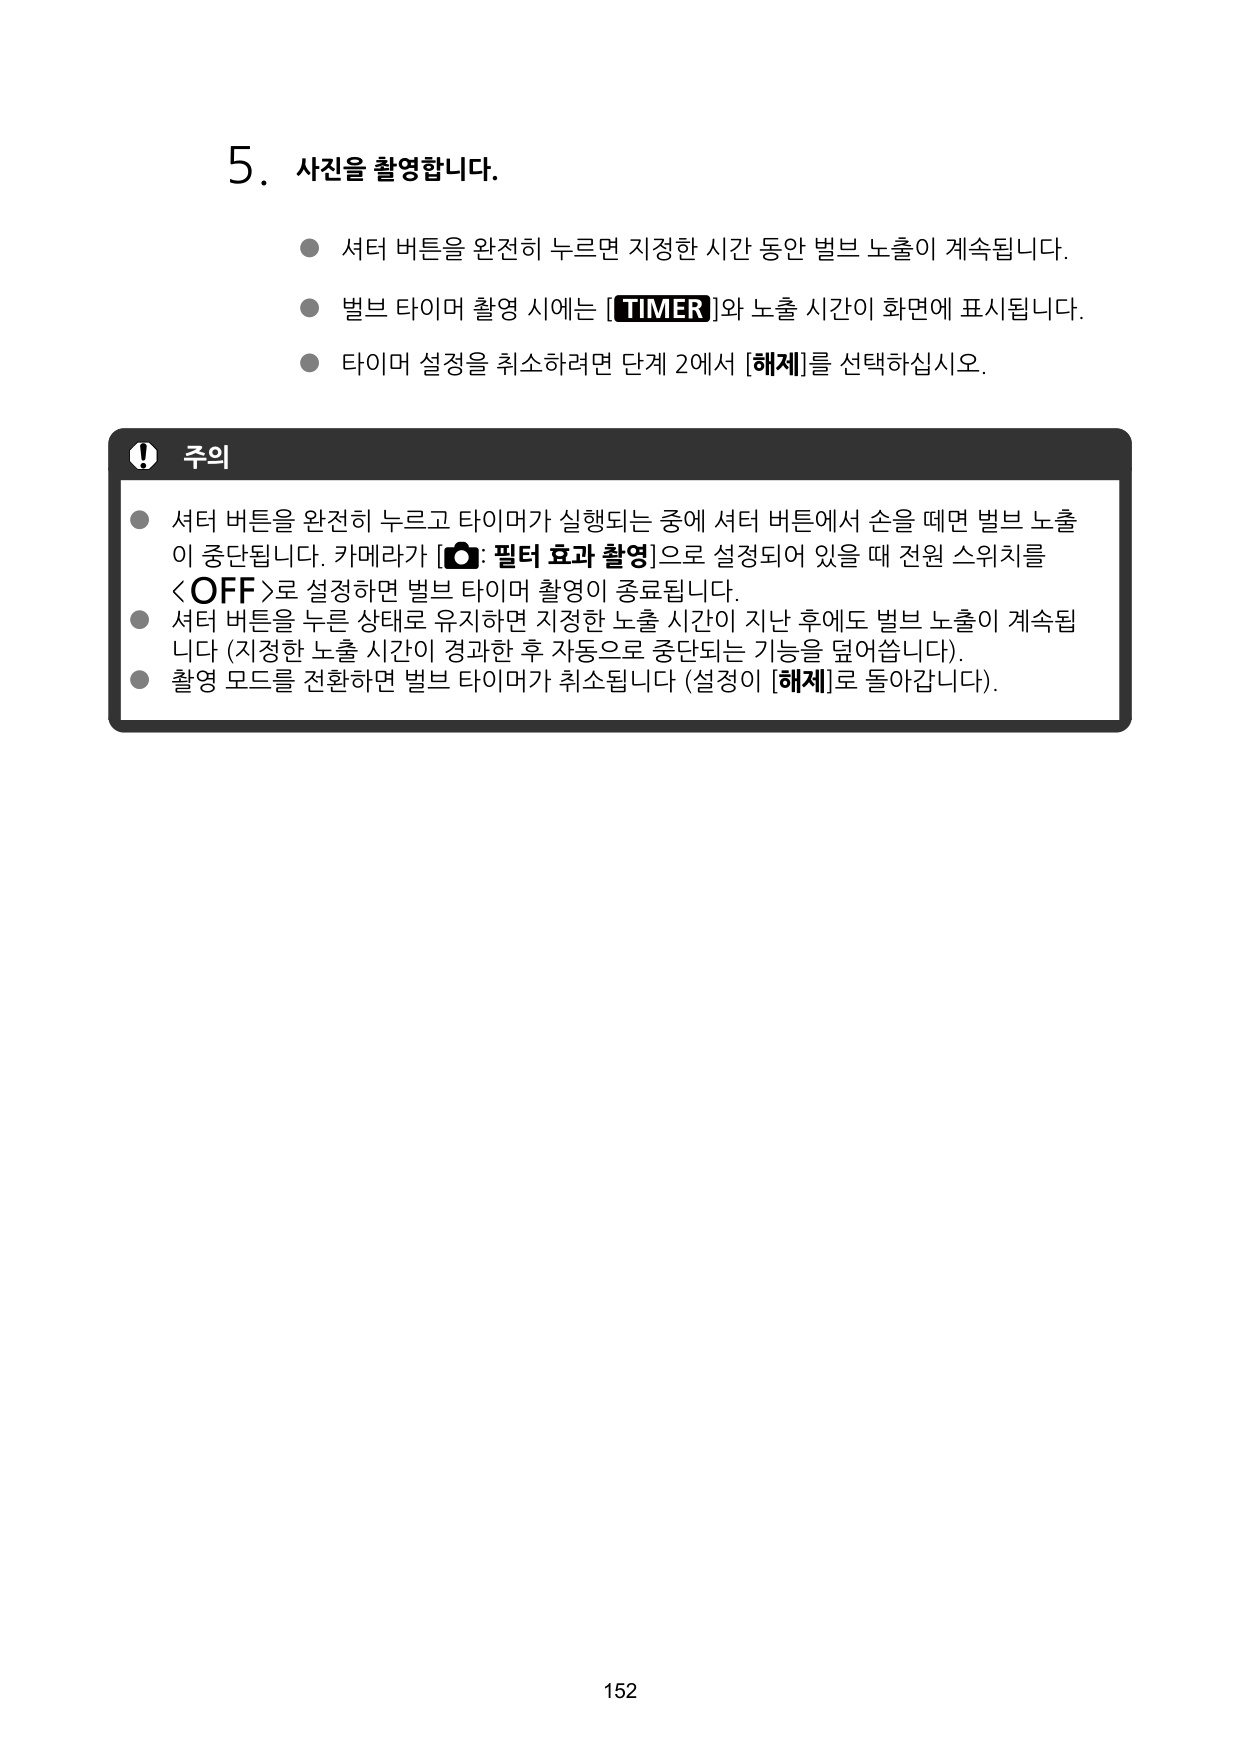 5. 사진을 촬영합니다.
● 셔터 버튼을 완전히 누르면 지정한 시간 동안 벌브 노출이 계속됩니다.
● 벌브 타이머 촬영 시에는 [TIMER]와 노출 시간이 화면에 표시됩니다.
● 타이머 설정을 취소하려면 단계 2에서 [해제]를 선택하십시오.
주의
● 셔터 버튼을 완전히 누르고 타이머가 실행되는 중에 셔터 버튼에서 손을 떼면 벌브 노출
이 중단됩니다. 카메라가 [: 필터 효과 촬영]으로 설정되어 있을 때 전원 스위치를
<OFF>로 설정하면 벌브 타이머 촬영이 종료됩니다.
● 셔터 버튼을 누른 상태로 유지하면 지정한 노출 시간이 지난 후에도 벌브 노출이 계속됩
니다 (지정한 노출 시간이 경과한 후 자동으로 중단되는 기능을 덮어씁니다).
● 촬영 모드를 전환하면 벌브 타이머가 취소됩니다 (설정이 [해제]로 돌아갑니다).
152